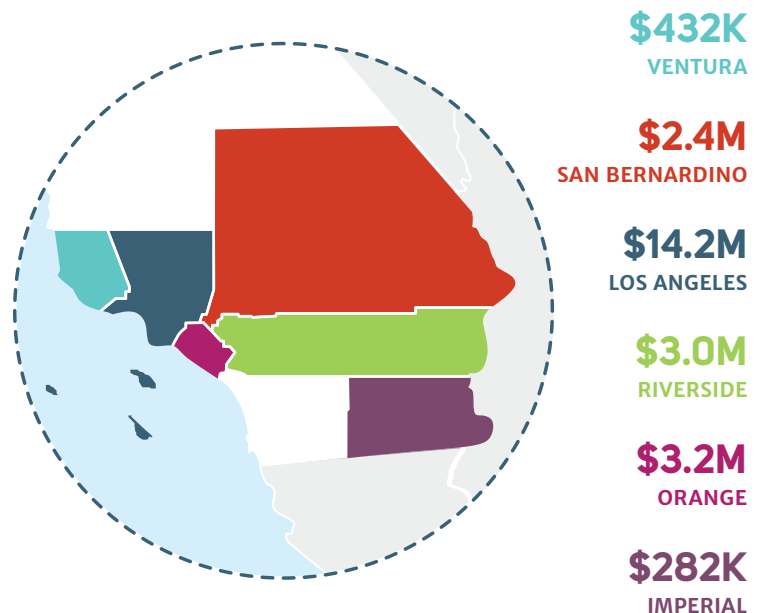 $432K
VENTURA
$2.4M
SAN BERNARDINO
$14.2M
LOS ANGELES
$3.0M
RIVERSIDE
$3.2M
ORANGE
$282K
IMPERIAL